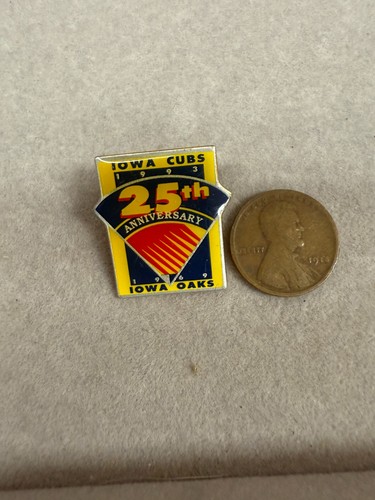 IOWA CUBS
1993
25th
ANNIVERSARY
1969
IOWA OAKS